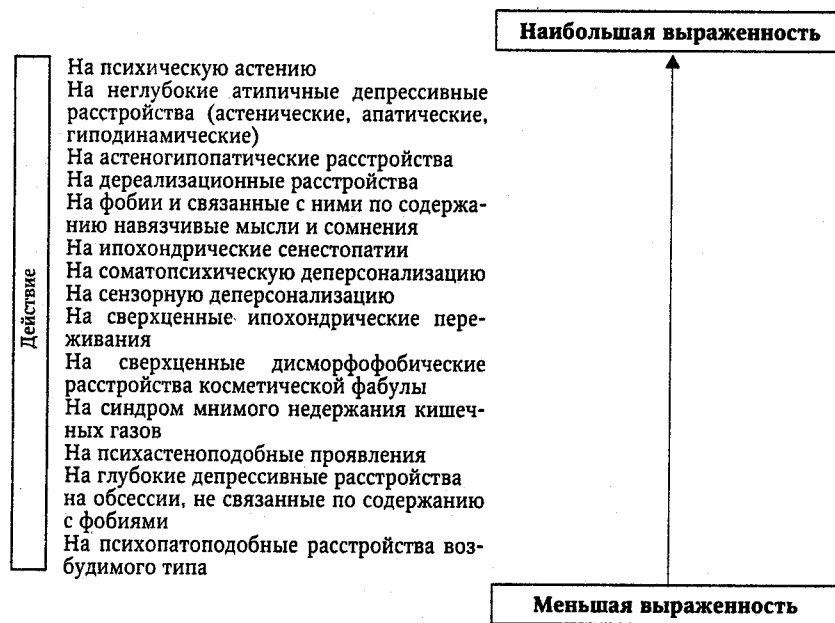 Наибольшая выраженность
Действие
На психическую астению
На неглубокие атипичные депрессивные
расстройства (астенические, апатические,
гиподинамические)
На астеногипопатические расстройства
На дереализационные расстройства
На фобии и связанные с ними по содержа-
нию навязчивые мысли и сомнения
На ипохондрические сенестопатии
На соматопсихическую деперсонализацию
На сензорную деперсонализацию
На сверхценные ипохондрические пере-
живания
На сверхценные дисморфофобические
расстройства косметической фабулы
На синдром мнимого недержания кишеч-
ных газов
На психастеноподобные проявления
На глубокие депрессивные расстройства
на обсессии, не связанные по содержанию
с фобиями
На психопатоподобные расстройства воз-
будимого типа
Меньшая выраженность